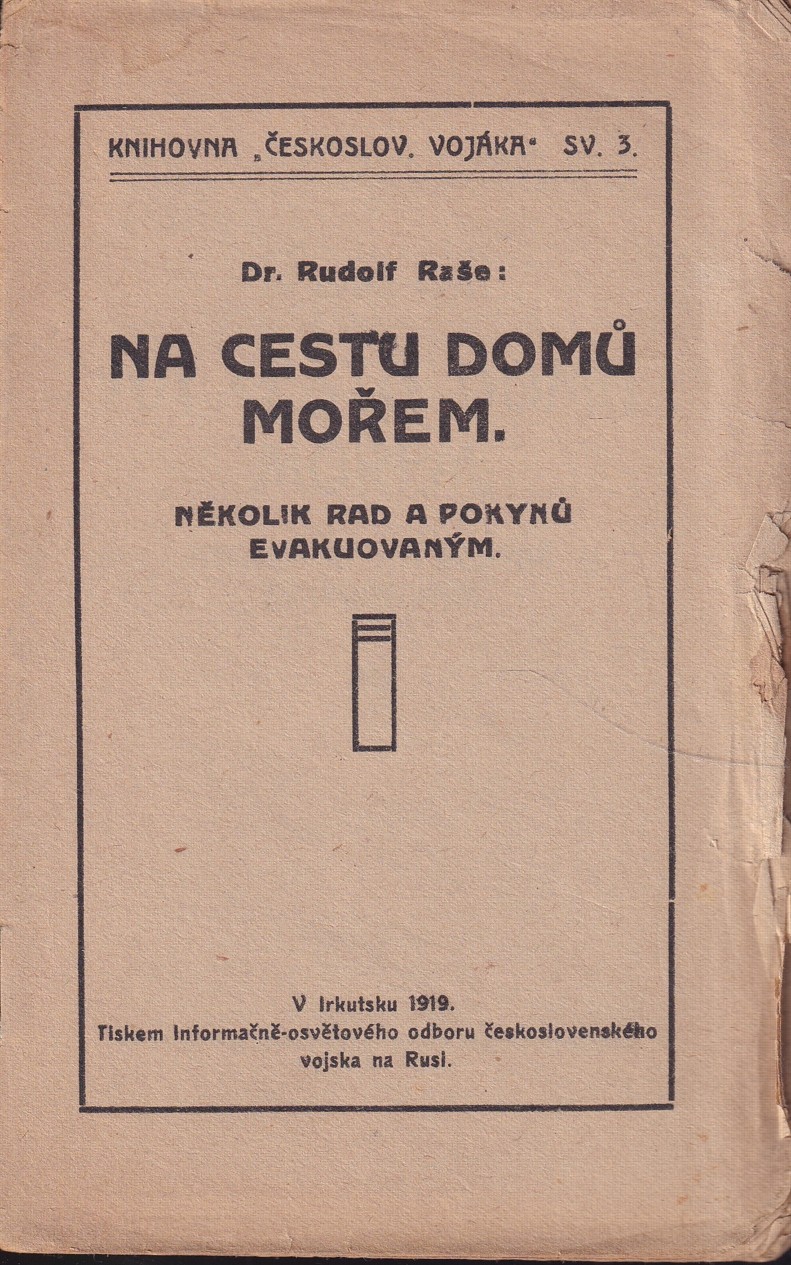 KNIHOVNA „ČESKOSLOV. VOJÁKA“ SV. 3.
Dr. Rudolf Raše:
NA CESTU DOMŮ
MOŘEM.
NĚKOLIK RAD A POKYNŮ
EVAKUOVANÝM.
V Irkutsku 1919.
Tiskem Informačně-osvětového odboru československého
vojska na Rusi.